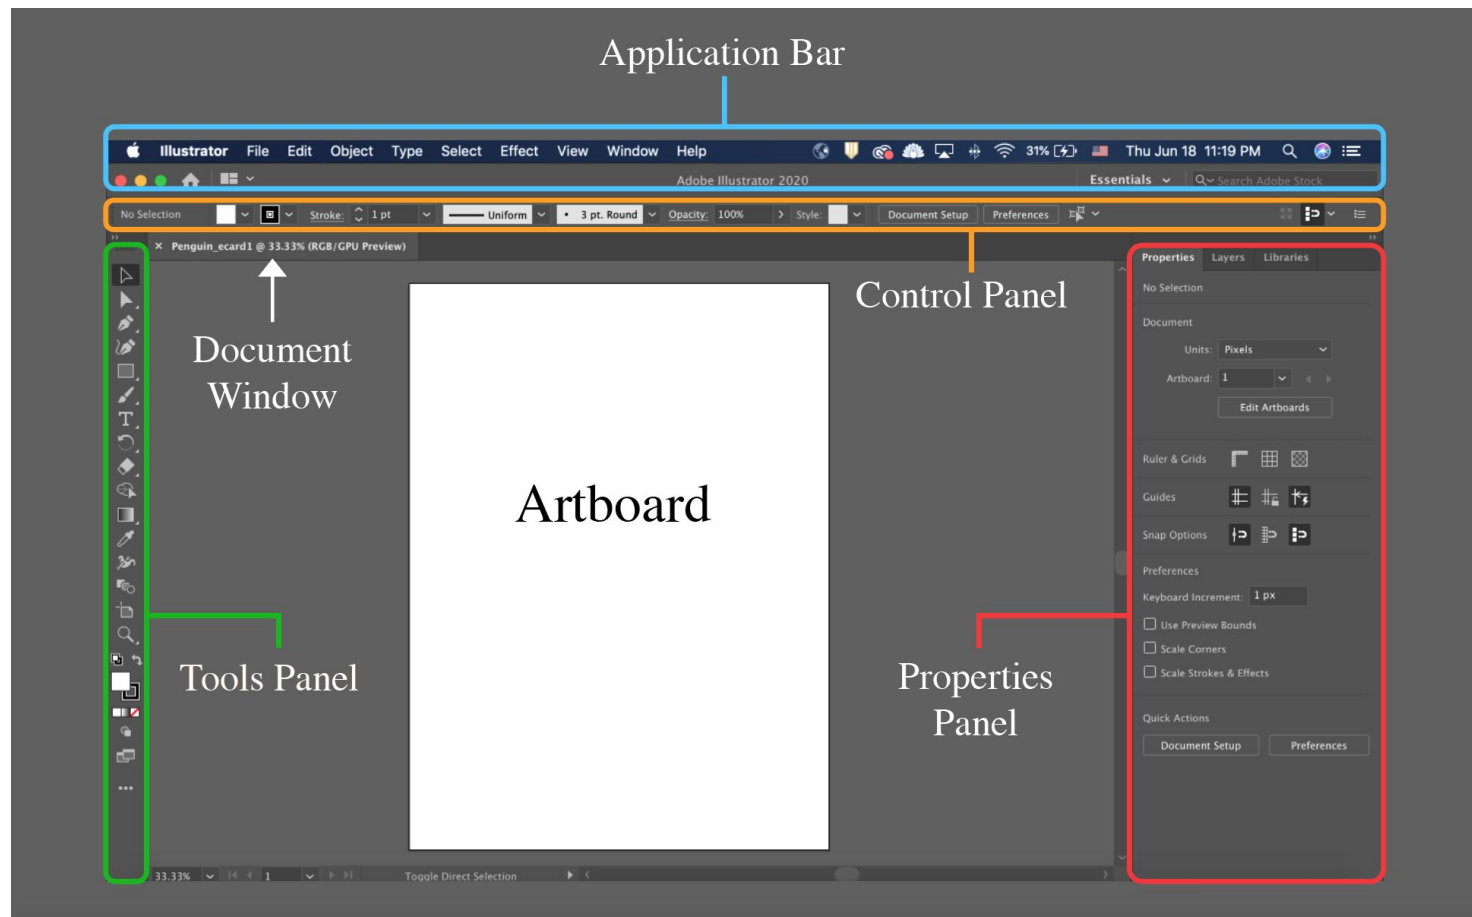 Application Bar
Illustrator File Edit Object Type Select Effect View Window Help 31% Thu Jun 18 11:19 PM
Adobe Illustrator 2020 Essentials Search Adobe Stock
No Selection Stroke: 1 pt Uniform 3 pt. Round Opacity: 100% Style: Document Setup Preferences
× Penguin_ecard1 @ 33.33% (RGB/GPU Preview)
Properties Layers Libraries
Control Panel
No Selection
Document
Window
Document
Units: Pixels
Artboard: 1
Edit Artboards
Ruler & Grids
Guides
Snap Options
Artboard
Preferences
Keyboard Increment: 1 px
Use Preview Bounds
Scale Corners
Scale Strokes & Effects
Tools Panel
Properties
Panel
Quick Actions
Document Setup Preferences
33.33% 1 Toggle Direct Selection